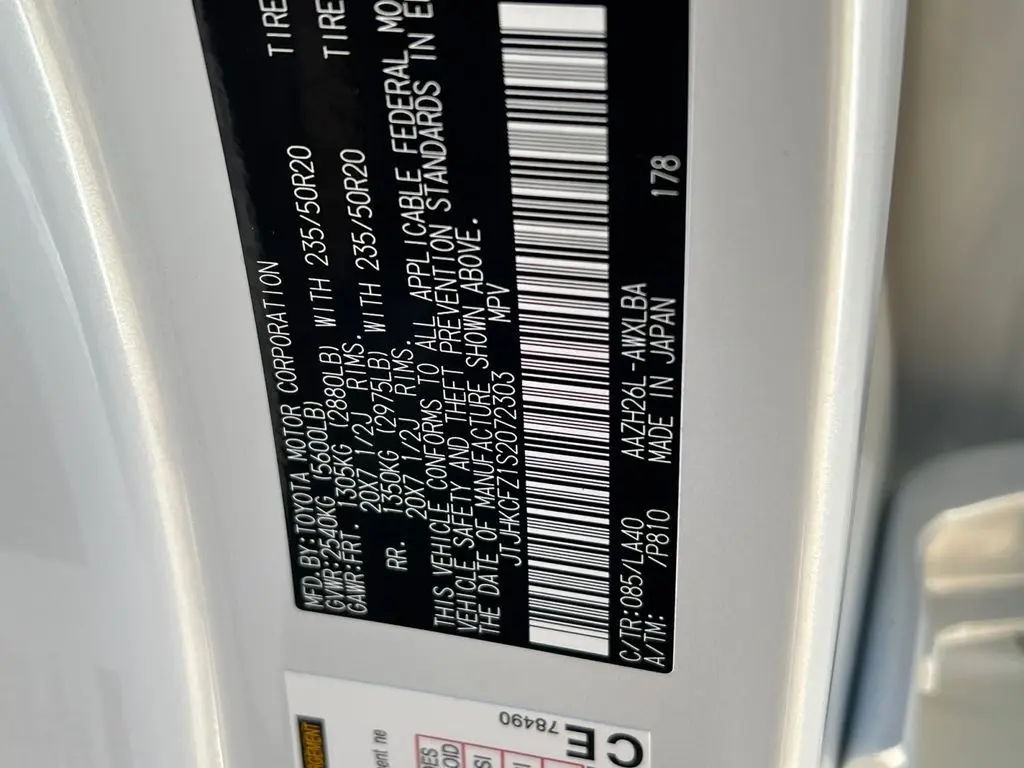 MFD.BY:TOYOTA MOTOR CORPORATION
GVWR:2540KG (5600LB)
GAWR:FRT. 1305KG (2880LB) WITH 235/50R20 TIRE
20X7 1/2J RIMS.
RR. 1350KG (2975LB) WITH 235/50R20 TIRE
20X7 1/2J RIMS.
THIS VEHICLE CONFORMS TO ALL APPLICABLE FEDERAL MO
VEHICLE SAFETY AND THEFT PREVENTION STANDARDS IN
THE DATE OF MANUFACTURE SHOWN ABOVE.
JTJHKCFZ1S2072303 MPV
C/TR:085/LA40 AAZH26L-AWXLBA
A/TM: /P810 MADE IN JAPAN 178
78490
CE